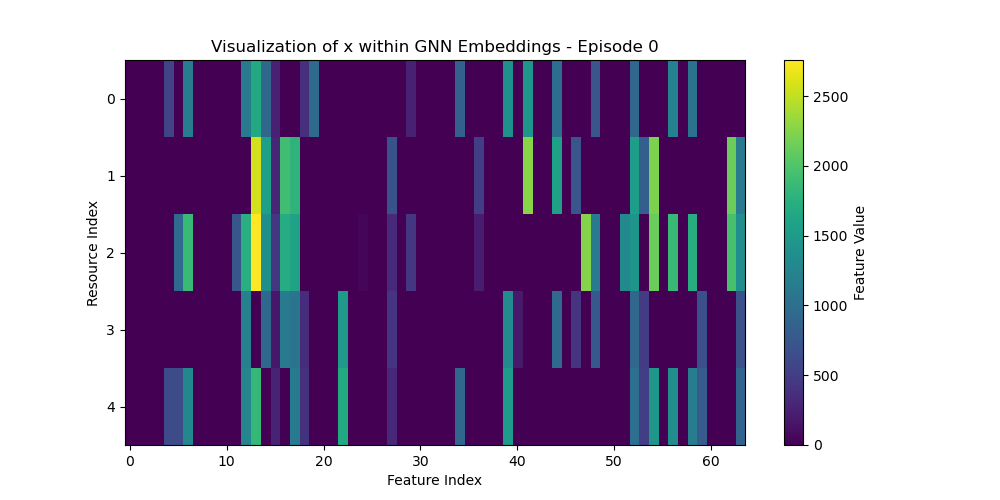 Visualization of x within GNN Embeddings - Episode 0
Resource Index
0
1
2
3
4
0 10 20 30 40 50 60
Feature Index
2500
2000
1500
1000
500
0
Feature Value